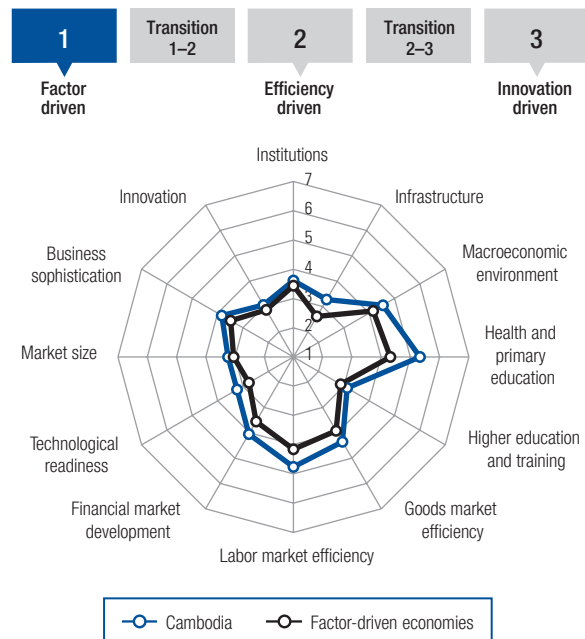 1
Transition
1–2
2
Transition
2–3
3
Factor
driven
Efficiency
driven
Innovation
driven
Institutions
Infrastructure
Macroeconomic
environment
Health and
primary
education
Higher education
and training
Goods market
efficiency
Labor market efficiency
Financial market
development
Technological
readiness
Market size
Business
sophistication
Innovation
7
6
5
4
3
2
1
Cambodia
Factor-driven economies